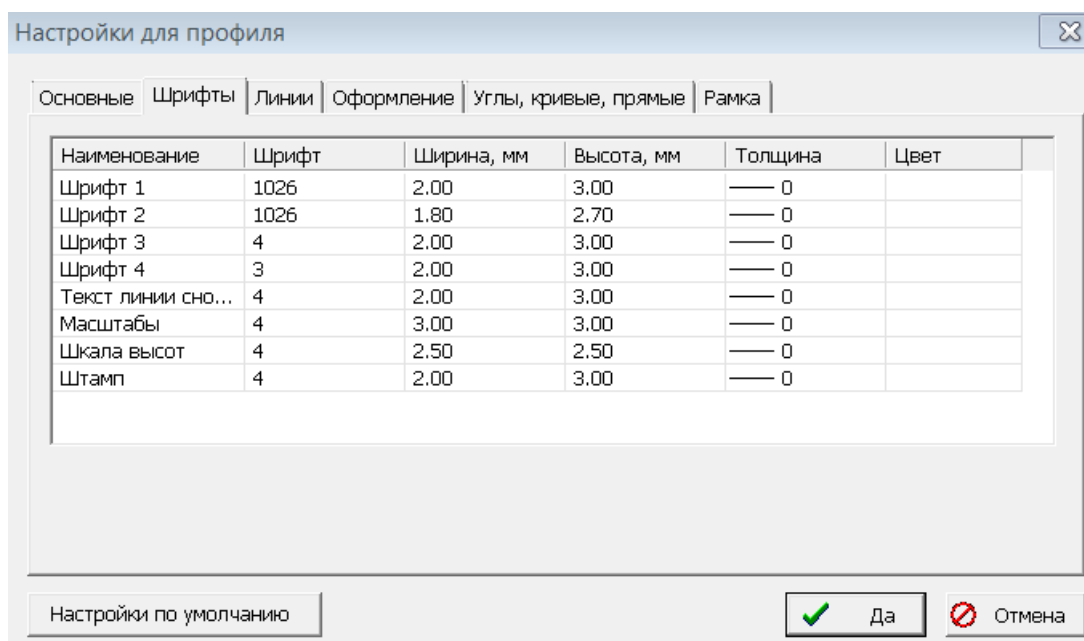 Настройки для профиля
Основные Шрифты Линии Оформление Углы, кривые, прямые Рамка
Наименование Шрифт Ширина, мм Высота, мм Толщина Цвет
Шрифт 1 1026 2.00 3.00 0
Шрифт 2 1026 1.80 2.70 0
Шрифт 3 4 2.00 3.00 0
Шрифт 4 3 2.00 3.00 0
Текст линии сно... 4 2.00 3.00 0
Масштабы 4 3.00 3.00 0
Шкала высот 4 2.50 2.50 0
Штамп 4 2.00 3.00 0
Настройки по умолчанию Да Отмена